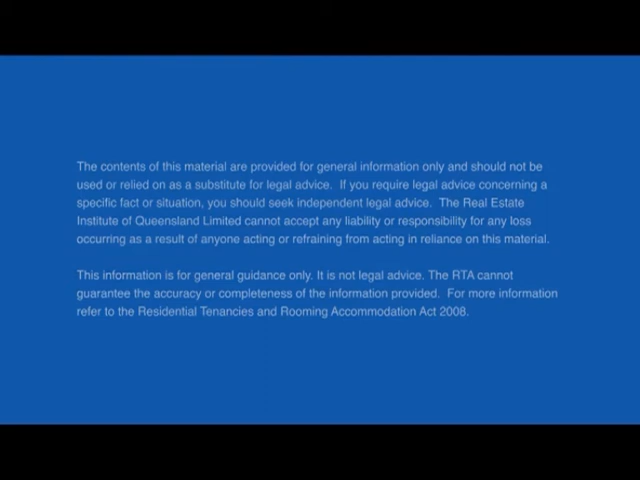 The contents of this material are provided for general information only and should not be
used or relied on as a substitute for legal advice.  If you require legal advice concerning a
specific fact or situation, you should seek independent legal advice.  The Real Estate
Institute of Queensland Limited cannot accept any liability or responsibility for any loss
occurring as a result of anyone acting or refraining from acting in reliance on this material.

This information is for general guidance only. It is not legal advice. The RTA cannot
guarantee the accuracy or completeness of the information provided.  For more information
refer to the Residential Tenancies and Rooming Accommodation Act 2008.